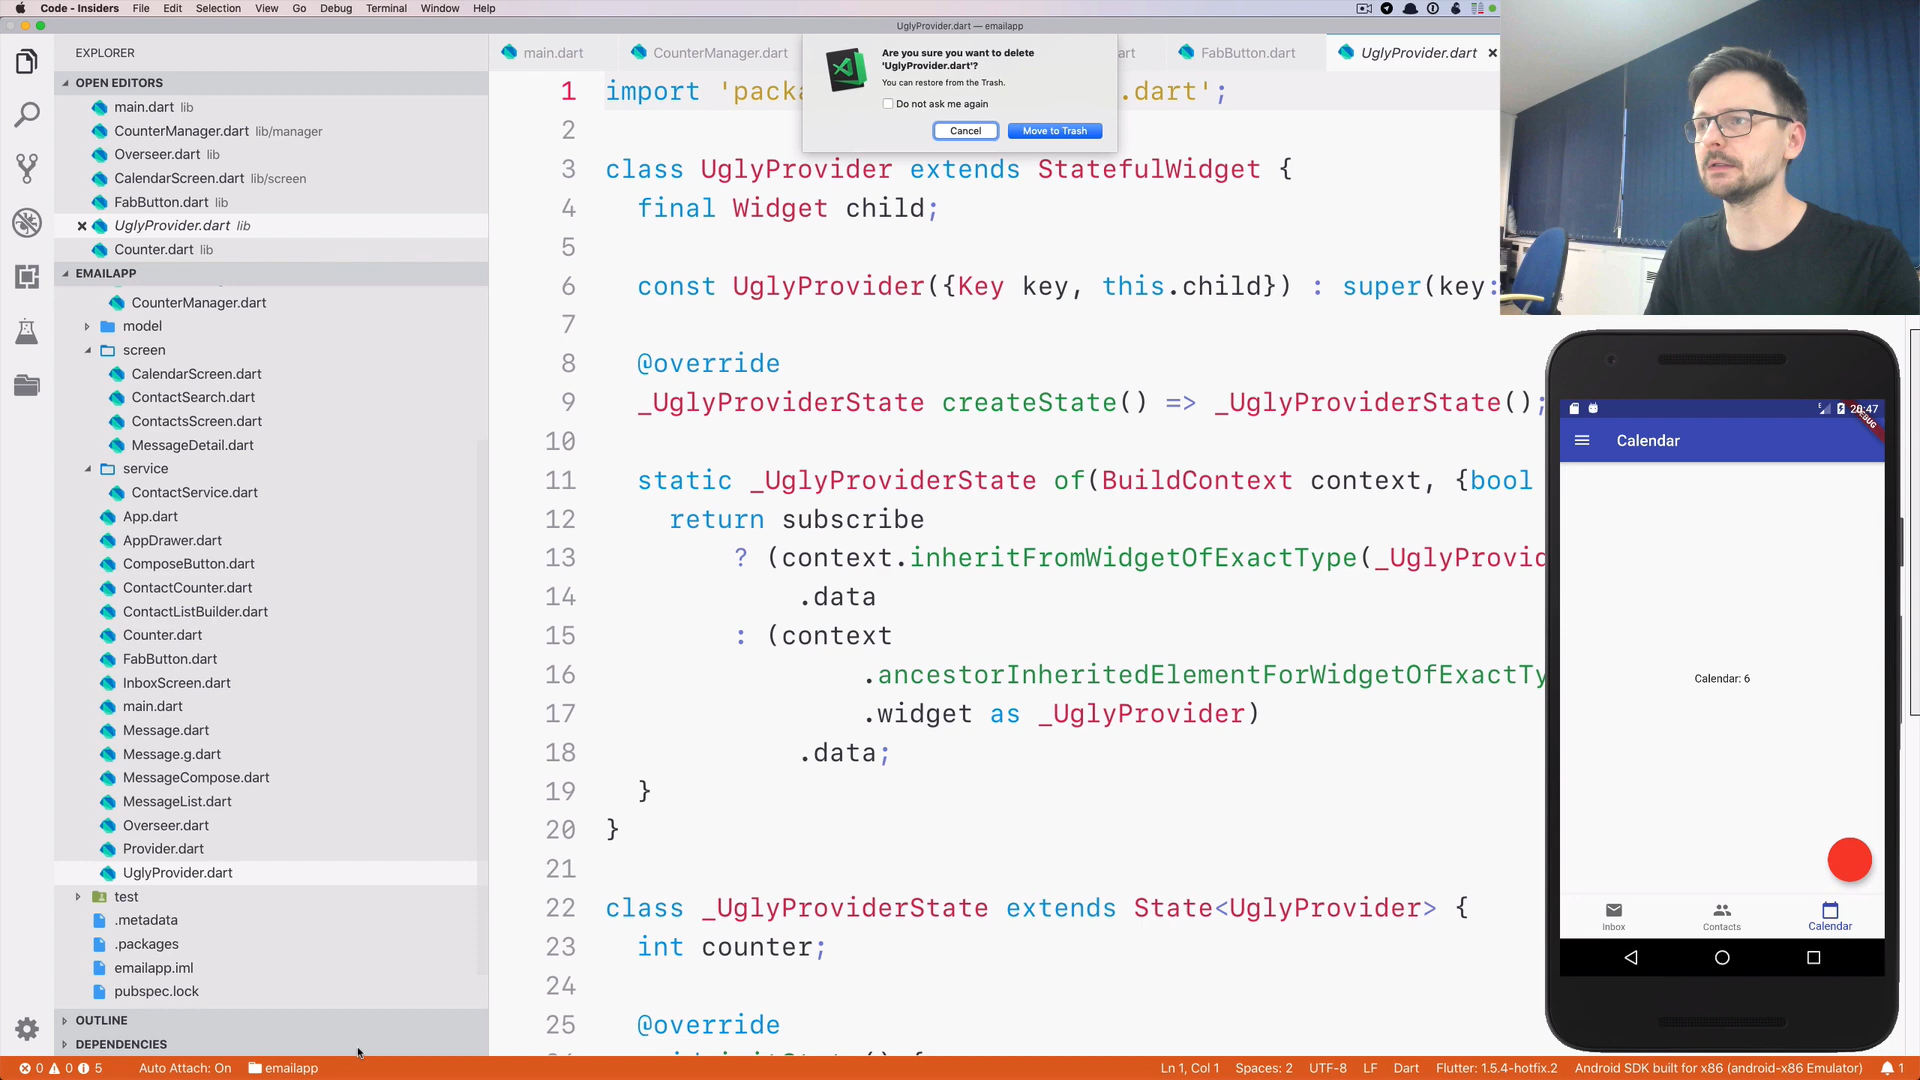 Code - Insiders File Edit Selection View Go Debug Terminal Window Help
UglyProvider.dart — emailapp
EXPLORER
OPEN EDITORS
main.dart lib
CounterManager.dart lib/manager
Overseer.dart lib
CalendarScreen.dart lib/screen
FabButton.dart lib
UglyProvider.dart lib
Counter.dart lib
EMAILAPP
CounterManager.dart
model
screen
CalendarScreen.dart
ContactSearch.dart
ContactsScreen.dart
MessageDetail.dart
service
ContactService.dart
App.dart
AppDrawer.dart
ComposeButton.dart
ContactCounter.dart
ContactListBuilder.dart
Counter.dart
FabButton.dart
InboxScreen.dart
main.dart
Message.dart
Message.g.dart
MessageCompose.dart
MessageList.dart
Overseer.dart
Provider.dart
UglyProvider.dart
test
.metadata
.packages
emailapp.iml
pubspec.lock
OUTLINE
DEPENDENCIES
main.dart CounterManager.dart art FabButton.dart UglyProvider.dart
Are you sure you want to delete
'UglyProvider.dart'?
You can restore from the Trash.
Do not ask me again
Cancel Move to Trash
1 import 'packa .dart';
2
3 class UglyProvider extends StatefulWidget {
4 final Widget child;
5
6 const UglyProvider({Key key, this.child}) : super(key:
7
8 @override
9 _UglyProviderState createState() => _UglyProviderState();
10
11 static _UglyProviderState of(BuildContext context, {bool
12 return subscribe
13 ? (context.inheritFromWidgetOfExactType(_UglyProvid
14 .data
15 : (context
16 .ancestorInheritedElementForWidgetOfExactTy
17 .widget as _UglyProvider)
18 .data;
19 }
20 }
21
22 class _UglyProviderState extends State<UglyProvider> {
23 int counter;
24
25 @override
20:47
DEBUG
Calendar
Calendar: 6
Inbox Contacts Calendar
0 0 5 Auto Attach: On emailapp Ln 1, Col 1 Spaces: 2 UTF-8 LF Dart Flutter: 1.5.4-hotfix.2 Android SDK built for x86 (android-x86 Emulator) 1